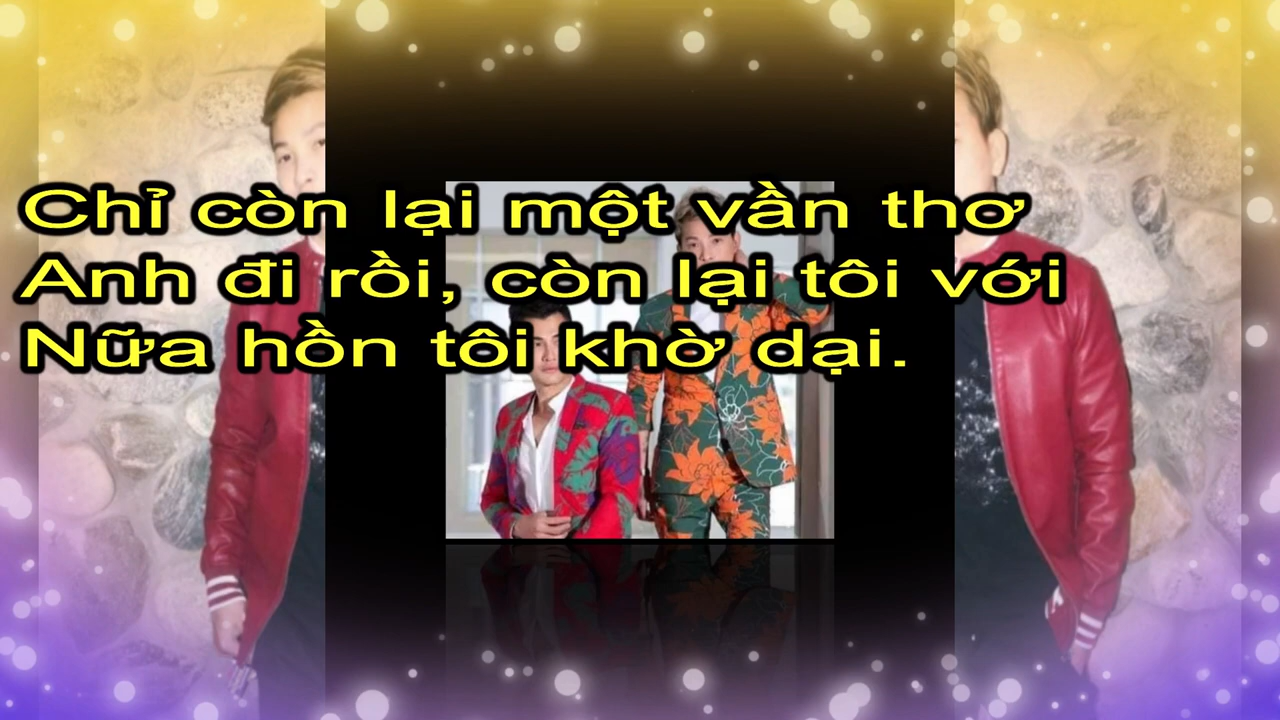 Chỉ còn lại một vần thơ
Anh đi rồi, còn lại tôi với
Nữa hồn tôi khờ dại.